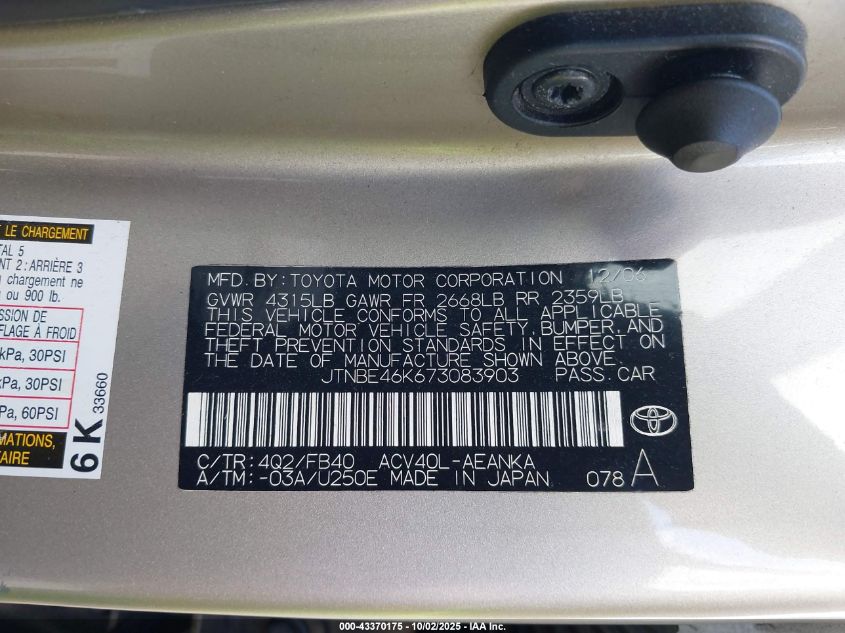 T LE CHARGEMENT
TAL 5
NT 2 : ARRIÈRE 3
u chargement ne
g ou 900 lb.
SSION DE
FLAGE À FROID
kPa, 30PSI
kPa, 30PSI
Pa, 60PSI
MATIONS,
TAIRE
6 K 33660
MFD. BY: TOYOTA MOTOR CORPORATION 12/06
GVWR 4315LB GAWR FR 2668LB RR 2359LB
THIS VEHICLE CONFORMS TO ALL APPLICABLE
FEDERAL MOTOR VEHICLE SAFETY, BUMPER, AND
THEFT PREVENTION STANDARDS IN EFFECT ON
THE DATE OF MANUFACTURE SHOWN ABOVE.
JTNBE46K673083903 PASS. CAR
C/TR: 4Q2/FB40 ACV40L-AEANKA
A/TM: -03A/U250E MADE IN JAPAN 078 A
000-43370175 - 10/02/2025 - IAA Inc.